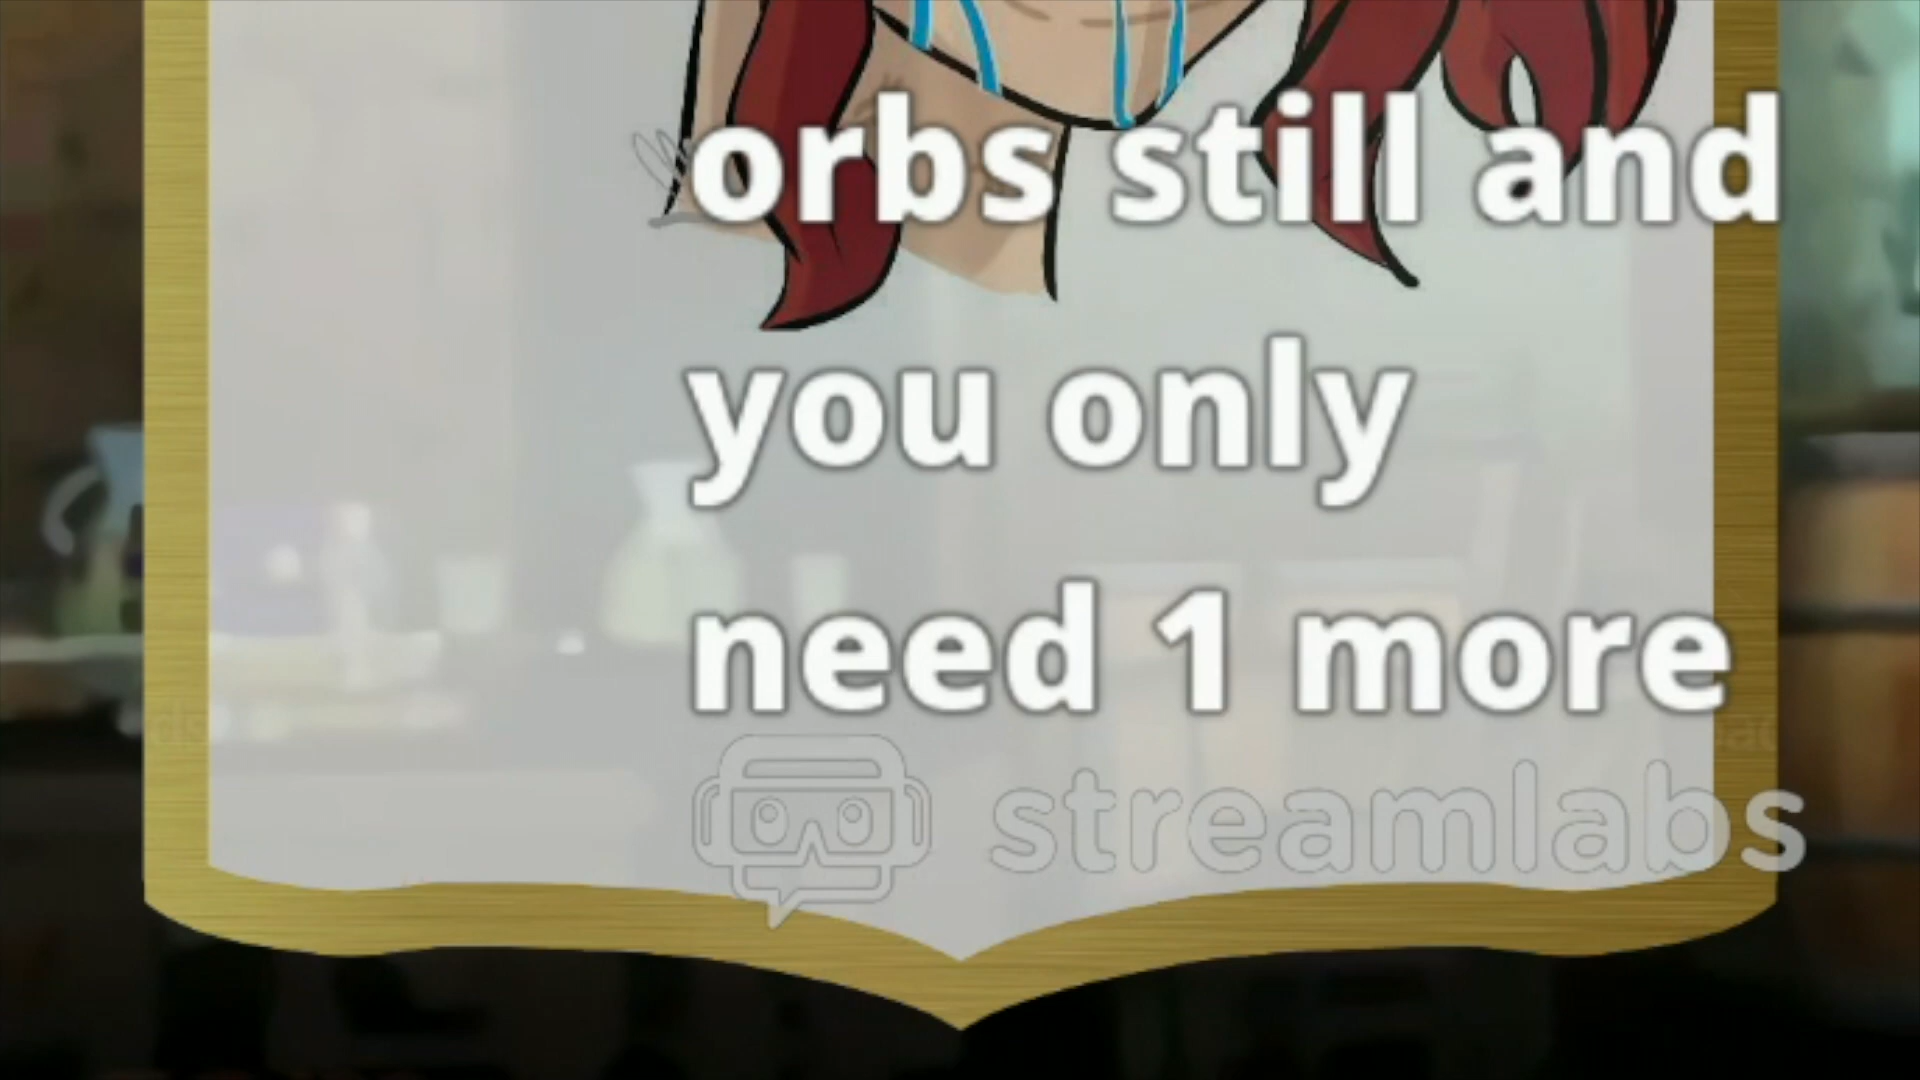 orbs still and
you only
need 1 more
streamlabs